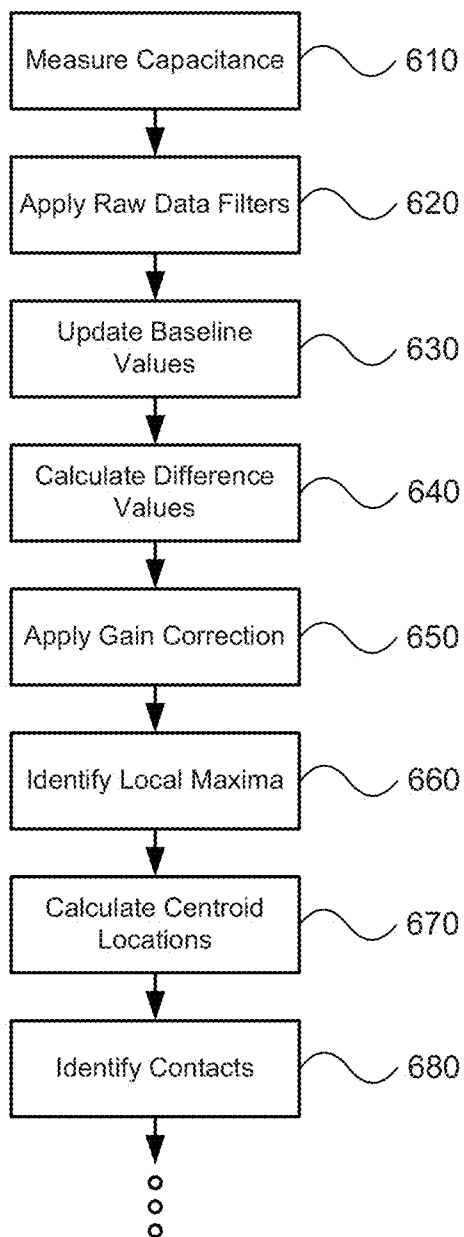 Measure Capacitance 610
Apply Raw Data Filters 620
Update Baseline
Values
630
Calculate Difference
Values
640
Apply Gain Correction 650
Identify Local Maxima 660
Calculate Centroid
Locations
670
Identify Contacts 680